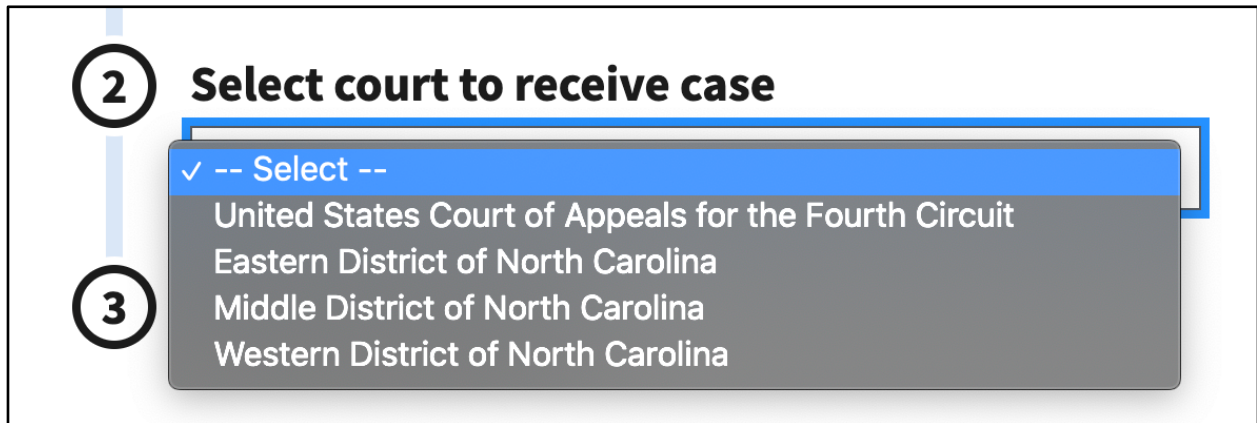 2
Select court to receive case
✓ -- Select --
United States Court of Appeals for the Fourth Circuit
Eastern District of North Carolina
Middle District of North Carolina
Western District of North Carolina
3